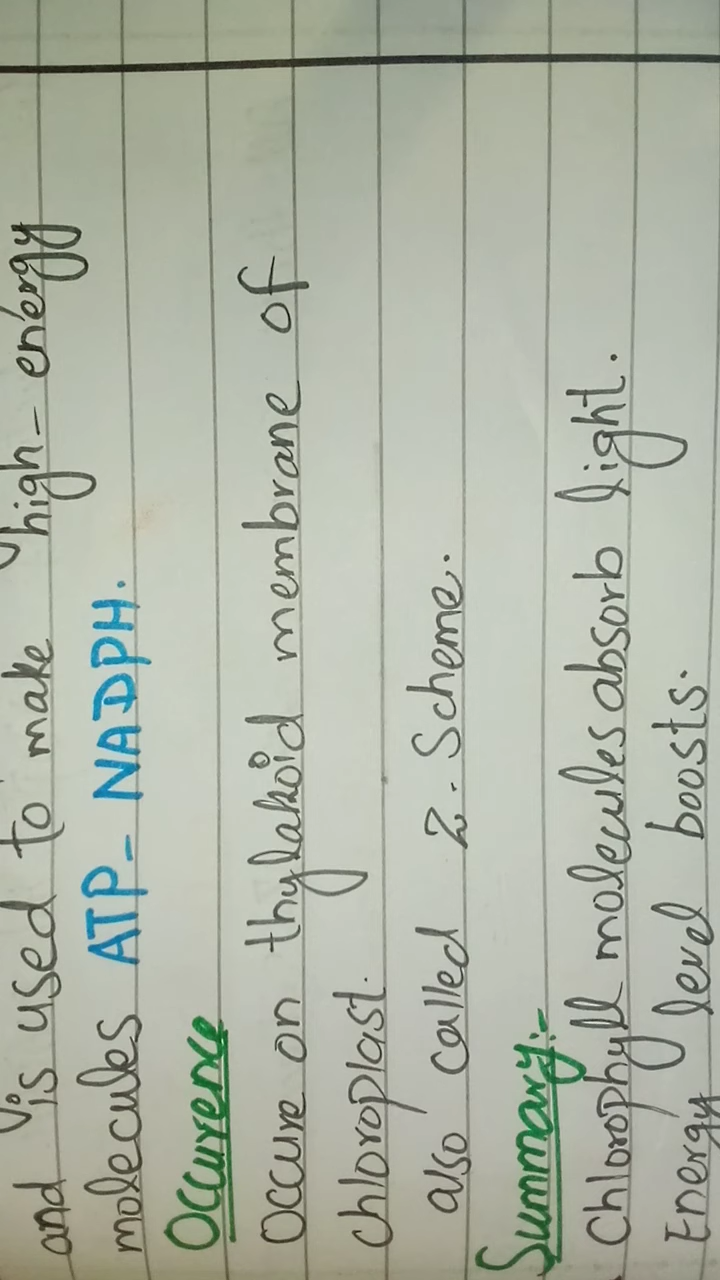 and is used to make high- energy
molecules ATP- NADPH.
Occurence
Occure on thylakoid membrane of
chloroplast.
also called Z-Scheme.
Summary:-
Chlorophyll molecules absorb light.
Energy level boosts.